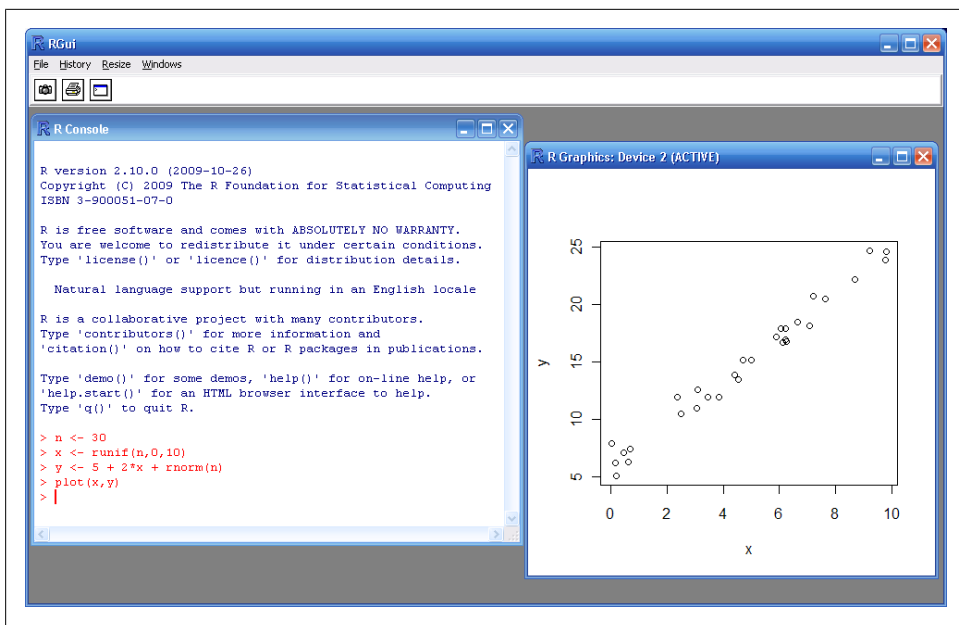 RGui
File History Resize Windows
R Console
R version 2.10.0 (2009-10-26)
Copyright (C) 2009 The R Foundation for Statistical Computing
ISBN 3-900051-07-0
R is free software and comes with ABSOLUTELY NO WARRANTY.
You are welcome to redistribute it under certain conditions.
Type 'license()' or 'licence()' for distribution details.
Natural language support but running in an English locale
R is a collaborative project with many contributors.
Type 'contributors()' for more information and
'citation()' on how to cite R or R packages in publications.
Type 'demo()' for some demos, 'help()' for on-line help, or
'help.start()' for an HTML browser interface to help.
Type 'q()' to quit R.
> n <- 30
> x <- runif(n,0,10)
> y <- 5 + 2*x + rnorm(n)
> plot(x,y)
>
R Graphics: Device 2 (ACTIVE)
25
20
15
10
5
y
0 2 4 6 8 10
x